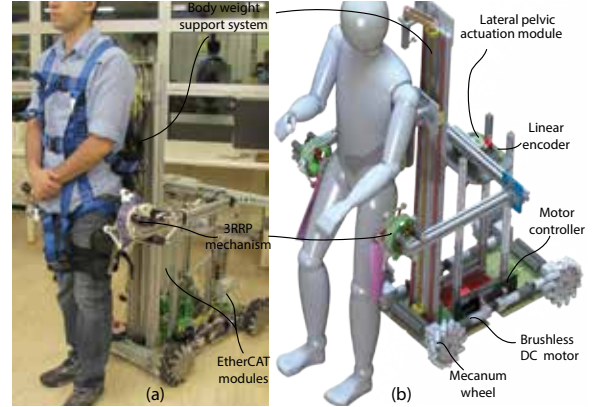 Body weight
support system
Lateral pelvic
actuation module
Linear
encoder
3RRP
mechanism
Motor
controller
EtherCAT
modules
Brushless
DC motor
Mecanum
wheel
(a)
(b)